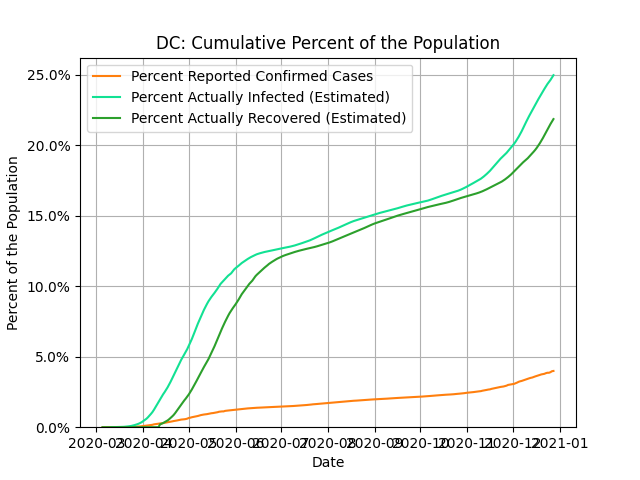 DC: Cumulative Percent of the Population
Percent Reported Confirmed Cases
Percent Actually Infected (Estimated)
Percent Actually Recovered (Estimated)
Percent of the Population
25.0%
20.0%
15.0%
10.0%
5.0%
0.0%
2020-03 2020-04 2020-05 2020-06 2020-07 2020-08 2020-09 2020-10 2020-11 2020-12 2021-01
Date